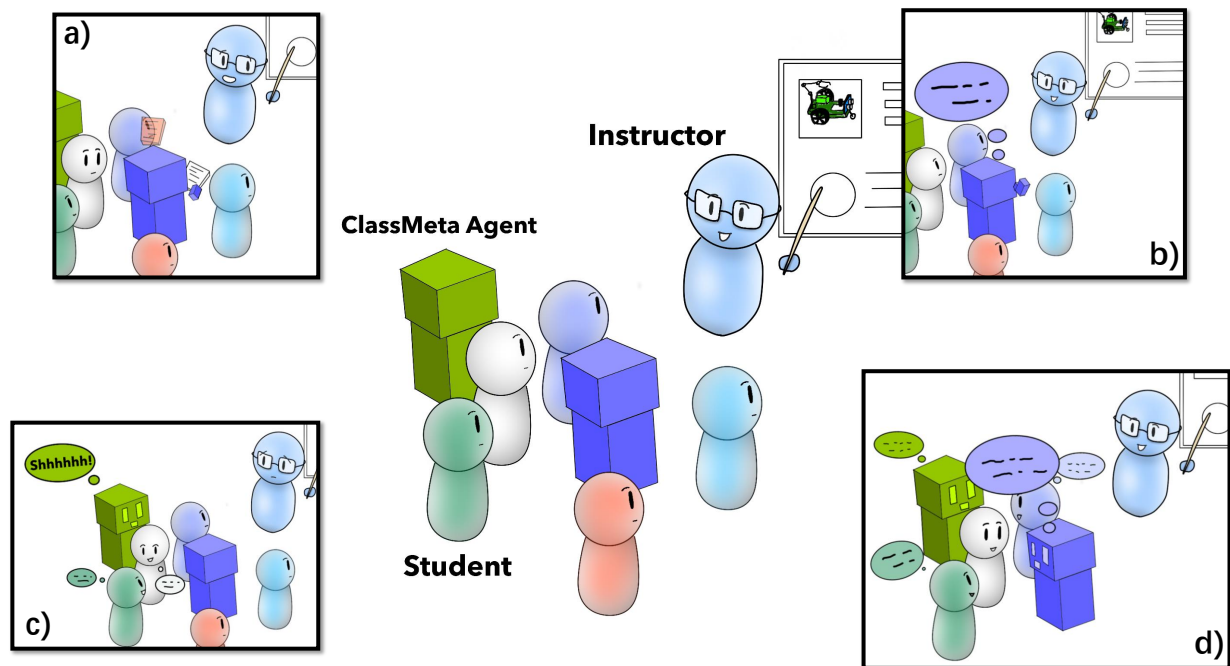 a)
b)
Instructor
ClassMeta Agent
Shhhhhh!
Student
c)
d)